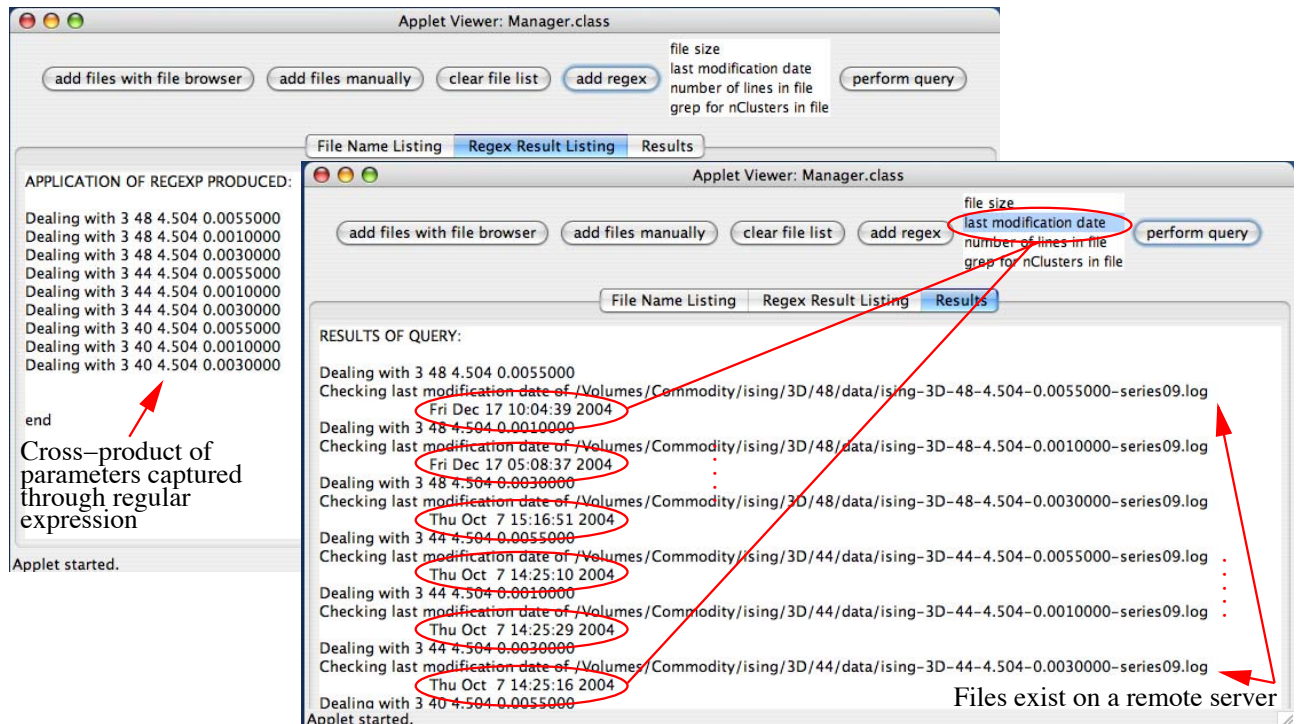 Applet Viewer: Manager.class
add files with file browser
add files manually
clear file list
add regex
file size
last modification date
number of lines in file
grep for nClusters in file
perform query
File Name Listing
Regex Result Listing
Results
APPLICATION OF REGEXP PRODUCED:
Dealing with 3 48 4.504 0.0055000
Dealing with 3 48 4.504 0.0010000
Dealing with 3 48 4.504 0.0030000
Dealing with 3 44 4.504 0.0055000
Dealing with 3 44 4.504 0.0010000
Dealing with 3 44 4.504 0.0030000
Dealing with 3 40 4.504 0.0055000
Dealing with 3 40 4.504 0.0010000
Dealing with 3 40 4.504 0.0030000
end
Cross-product of
parameters captured
through regular
expression
Applet started.
Applet Viewer: Manager.class
add files with file browser
add files manually
clear file list
add regex
file size
last modification date
number of lines in file
grep for nClusters in file
perform query
File Name Listing
Regex Result Listing
Results
RESULTS OF QUERY:
Dealing with 3 48 4.504 0.0055000
Checking last modification date of /Volumes/Commodity/ising/3D/48/data/ising-3D-48-4.504-0.0055000-series09.log
Fri Dec 17 10:04:39 2004
Dealing with 3 48 4.504 0.0010000
Checking last modification date of /Volumes/Commodity/ising/3D/48/data/ising-3D-48-4.504-0.0010000-series09.log
Fri Dec 17 05:08:37 2004
Dealing with 3 48 4.504 0.0030000
Checking last modification date of /Volumes/Commodity/ising/3D/48/data/ising-3D-48-4.504-0.0030000-series09.log
Thu Oct 7 15:16:51 2004
Dealing with 3 44 4.504 0.0055000
Checking last modification date of /Volumes/Commodity/ising/3D/44/data/ising-3D-44-4.504-0.0055000-series09.log
Thu Oct 7 14:25:10 2004
Dealing with 3 44 4.504 0.0010000
Checking last modification date of /Volumes/Commodity/ising/3D/44/data/ising-3D-44-4.504-0.0010000-series09.log
Thu Oct 7 14:25:29 2004
Dealing with 3 44 4.504 0.0030000
Checking last modification date of /Volumes/Commodity/ising/3D/44/data/ising-3D-44-4.504-0.0030000-series09.log
Thu Oct 7 14:25:16 2004
Dealing with 3 40 4.504 0.0055000
Files exist on a remote server
Applet started.